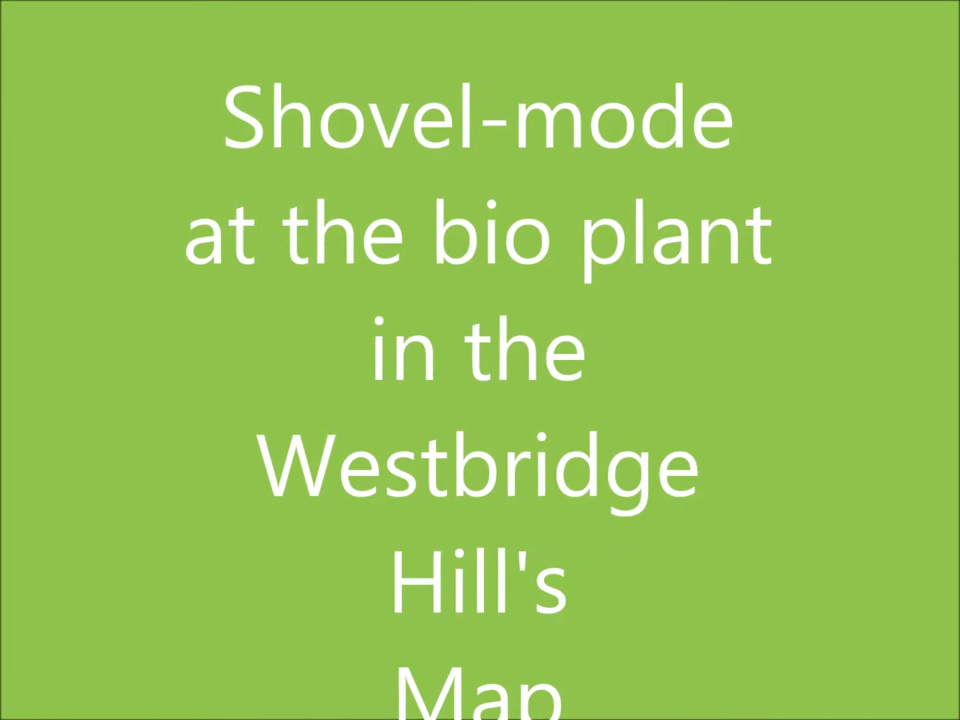 Shovel-mode
at the bio plant
in the
Westbridge
Hill's
Map